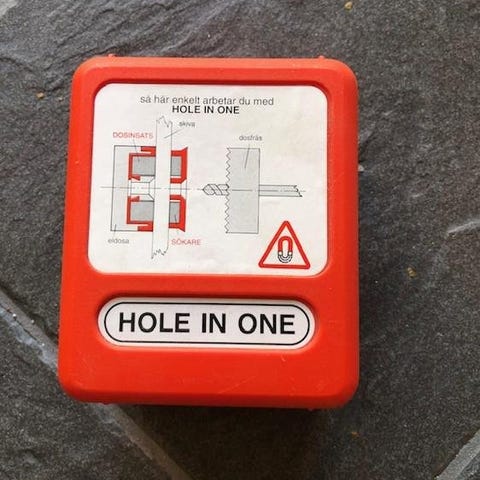 så här enkelt arbetar du med
HOLE IN ONE
skiva
DOSINSATS
dosfräs
eldosa
SÖKARE
HOLE IN ONE